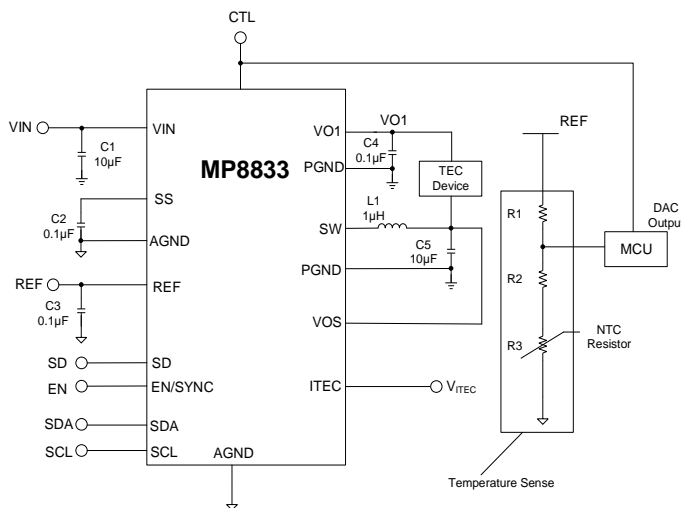 CTL
VIN
C1
10µF
VIN
MP8833
VO1
VO1
C4
0.1µF
PGND
TEC
Device
REF
SS
C2
0.1µF
AGND
L1
1µH
SW
C5
10µF
PGND
R1
R2
R3
NTC
Resistor
DAC
Output
MCU
REF
C3
0.1µF
REF
VOS
SD
SD
EN
EN/SYNC
ITEC
VITEC
SDA
SDA
SCL
SCL
AGND
Temperature Sense